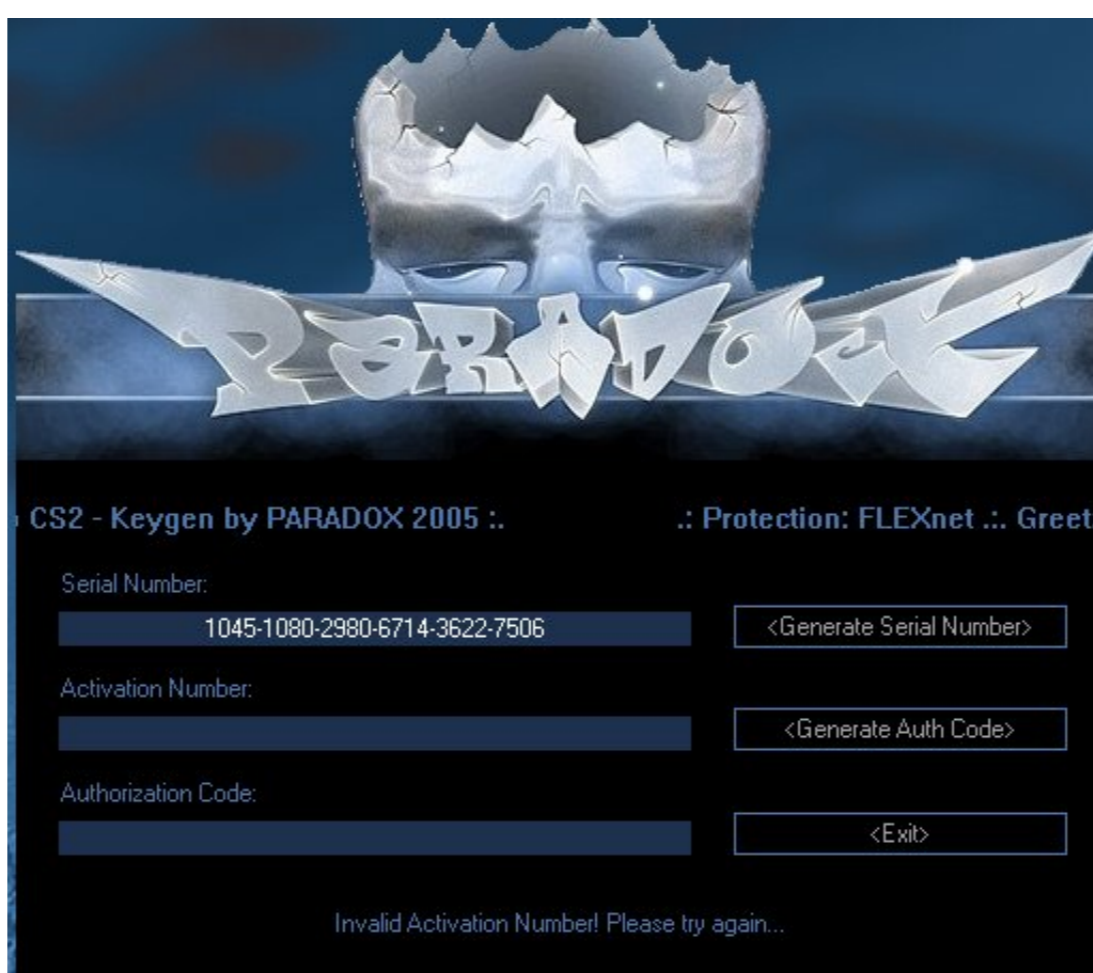 PARADOX
CS2 - Keygen by PARADOX 2005 :. .: Protection: FLEXnet .:. Greet
Serial Number:
1045-1080-2980-6714-3622-7506
<Generate Serial Number>
Activation Number:
<Generate Auth Code>
Authorization Code:
<Exit>
Invalid Activation Number! Please try again...